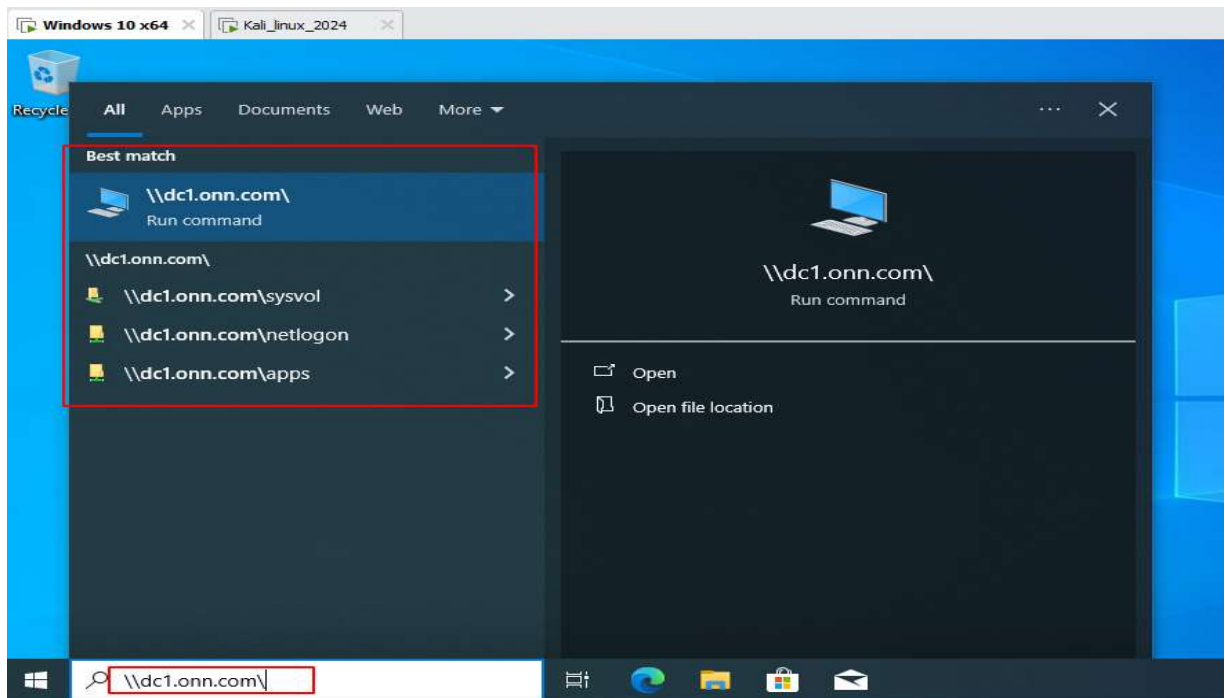 Windows 10 x64
Kali_linux_2024
Recycle
All Apps Documents Web More
Best match
\\dc1.onn.com\
Run command
\\dc1.onn.com\
\\dc1.onn.com\sysvol
\\dc1.onn.com\netlogon
\\dc1.onn.com\apps
\\dc1.onn.com\
Run command
Open
Open file location
\\dc1.onn.com\